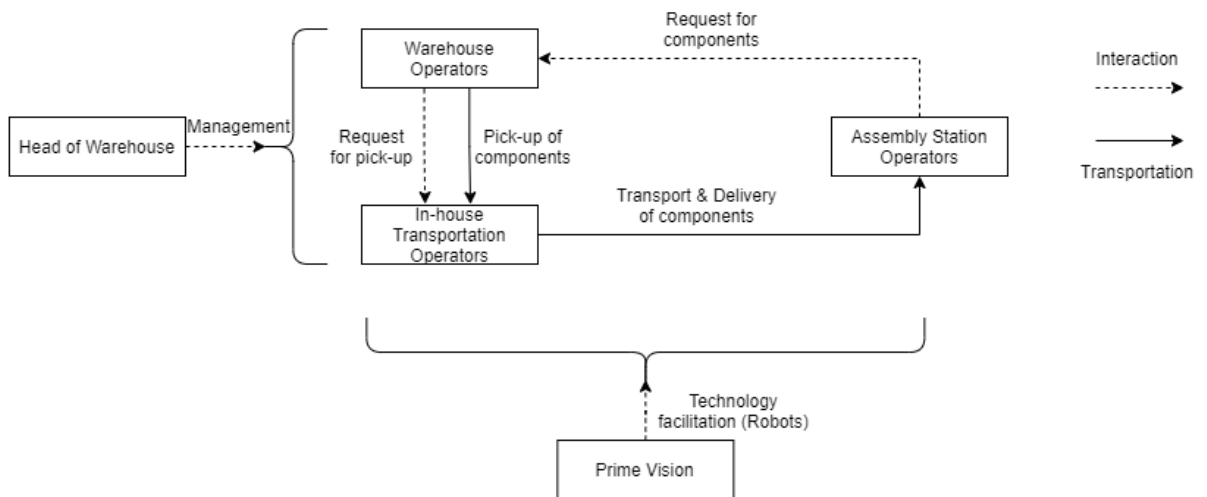 Request for
components
Warehouse
Operators
Interaction
Management
Head of Warehouse
Request
for pick-up
Pick-up of
components
Assembly Station
Operators
Transportation
Transport & Delivery
of components
In-house
Transportation
Operators
Technology
facilitation (Robots)
Prime Vision